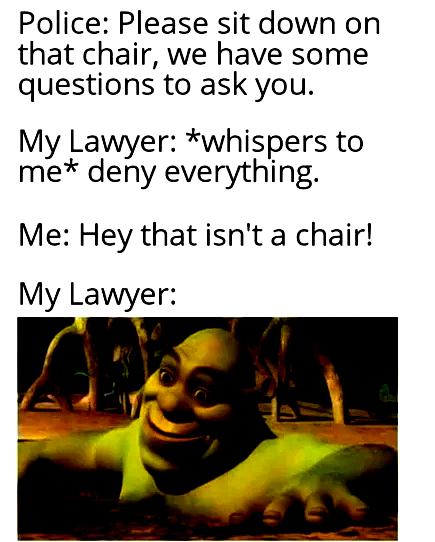 Police: Please sit down on
that chair, we have some
questions to ask you.
My Lawyer: *whispers to
me* deny everything.
Me: Hey that isn't a chair!
My Lawyer: